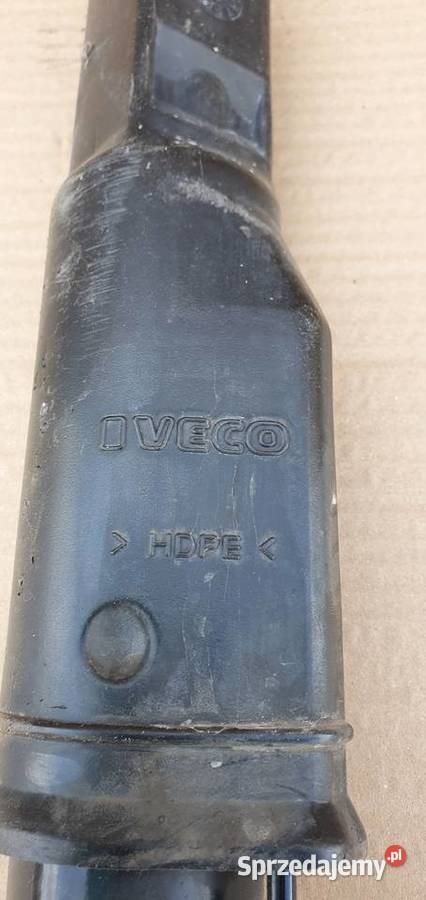 IVECO
> HDPE <
Sprzedajemy.pl